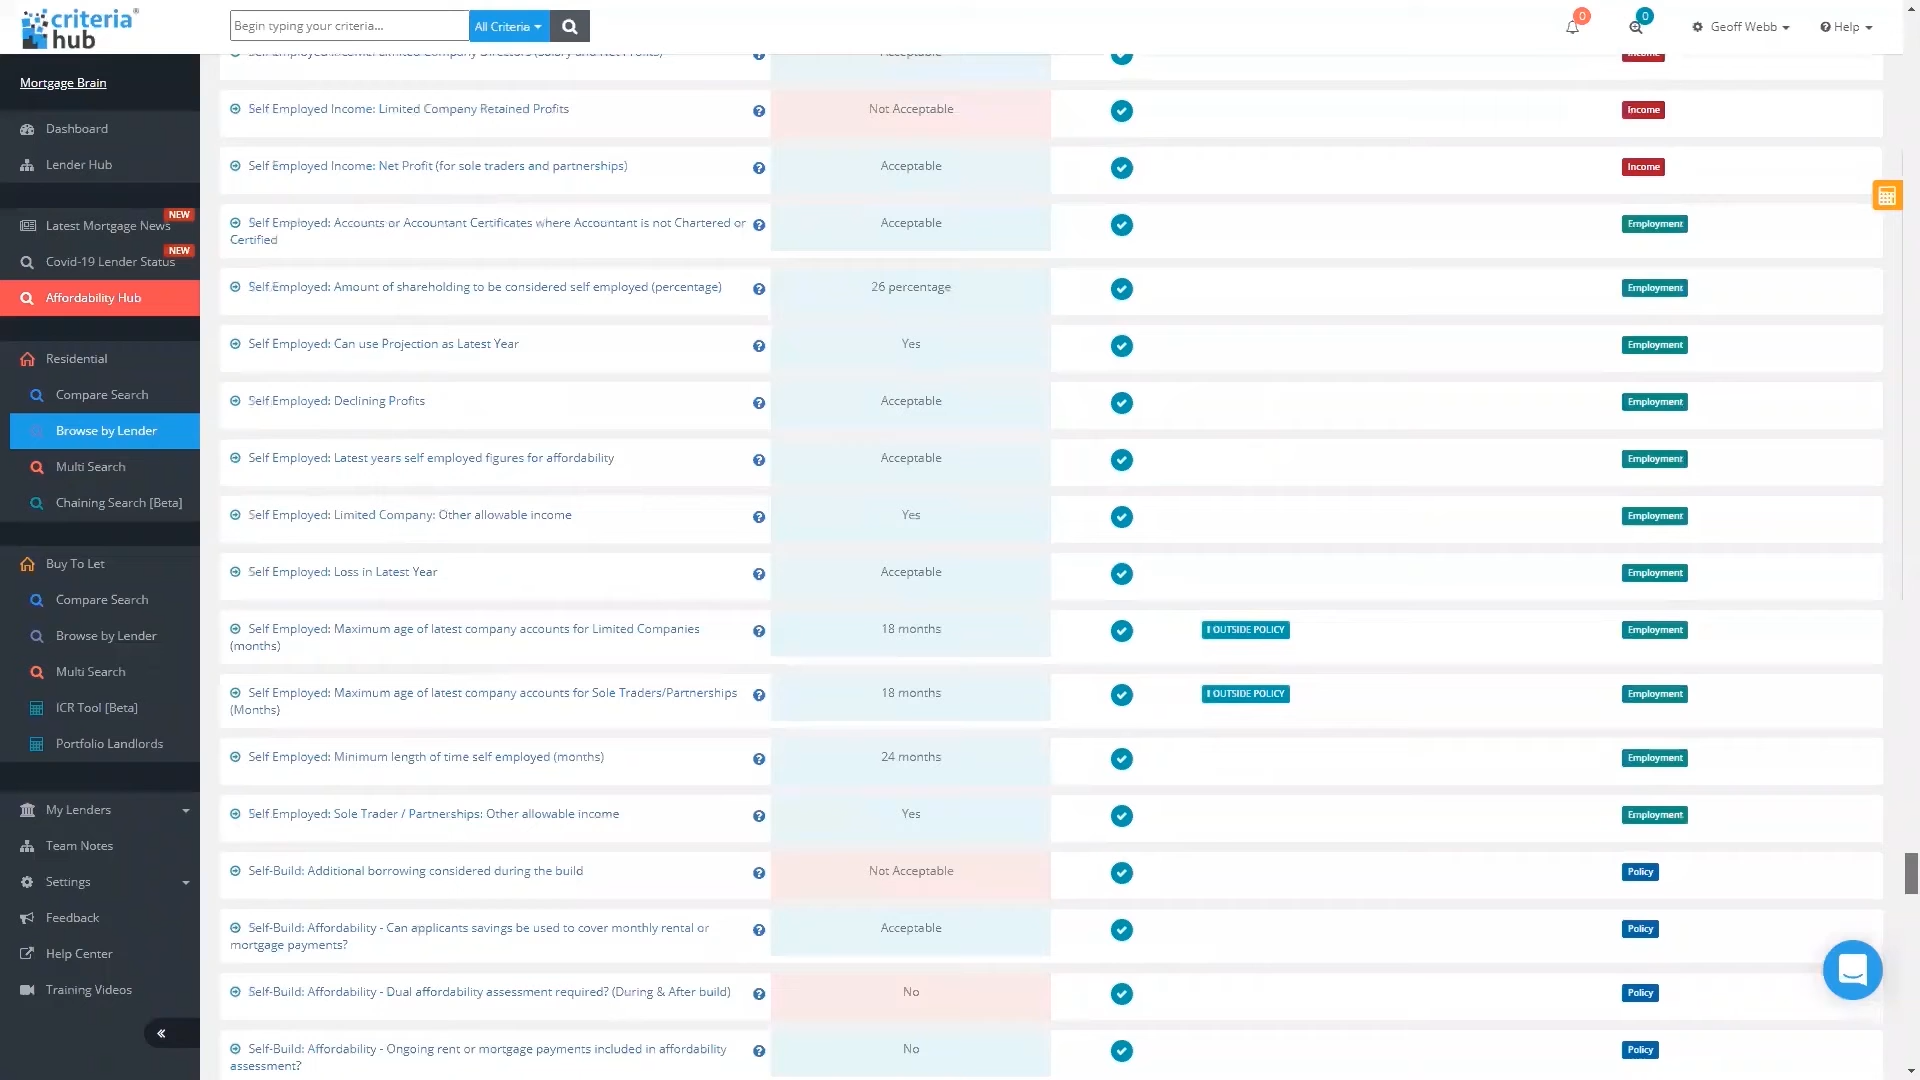 criteria
hub
Begin typing your criteria...
All Criteria
0
0
Geoff Webb
Help
Mortgage Brain
Dashboard
Lender Hub
NEW
Latest Mortgage News
NEW
Covid-19 Lender Status
Affordability Hub
Residential
Compare Search
Browse by Lender
Multi Search
Chaining Search [Beta]
Buy To Let
Compare Search
Browse by Lender
Multi Search
ICR Tool [Beta]
Portfolio Landlords
My Lenders
Team Notes
Settings
Feedback
Help Center
Training Videos
Self Employed Income: Limited Company Directors (Salary and Net Profits) Acceptable Income
Self Employed Income: Limited Company Retained Profits Not Acceptable Income
Self Employed Income: Net Profit (for sole traders and partnerships) Acceptable Income
Self Employed: Accounts or Accountant Certificates where Accountant is not Chartered or Acceptable Employment
Certified
Self Employed: Amount of shareholding to be considered self employed (percentage) 26 percentage Employment
Self Employed: Can use Projection as Latest Year Yes Employment
Self Employed: Declining Profits Acceptable Employment
Self Employed: Latest years self employed figures for affordability Acceptable Employment
Self Employed: Limited Company: Other allowable income Yes Employment
Self Employed: Loss in Latest Year Acceptable Employment
Self Employed: Maximum age of latest company accounts for Limited Companies 18 months ! OUTSIDE POLICY Employment
(months)
Self Employed: Maximum age of latest company accounts for Sole Traders/Partnerships 18 months ! OUTSIDE POLICY Employment
(Months)
Self Employed: Minimum length of time self employed (months) 24 months Employment
Self Employed: Sole Trader / Partnerships: Other allowable income Yes Employment
Self-Build: Additional borrowing considered during the build Not Acceptable Policy
Self-Build: Affordability - Can applicants savings be used to cover monthly rental or Acceptable Policy
mortgage payments?
Self-Build: Affordability - Dual affordability assessment required? (During & After build) No Policy
Self-Build: Affordability - Ongoing rent or mortgage payments included in affordability No Policy
assessment?